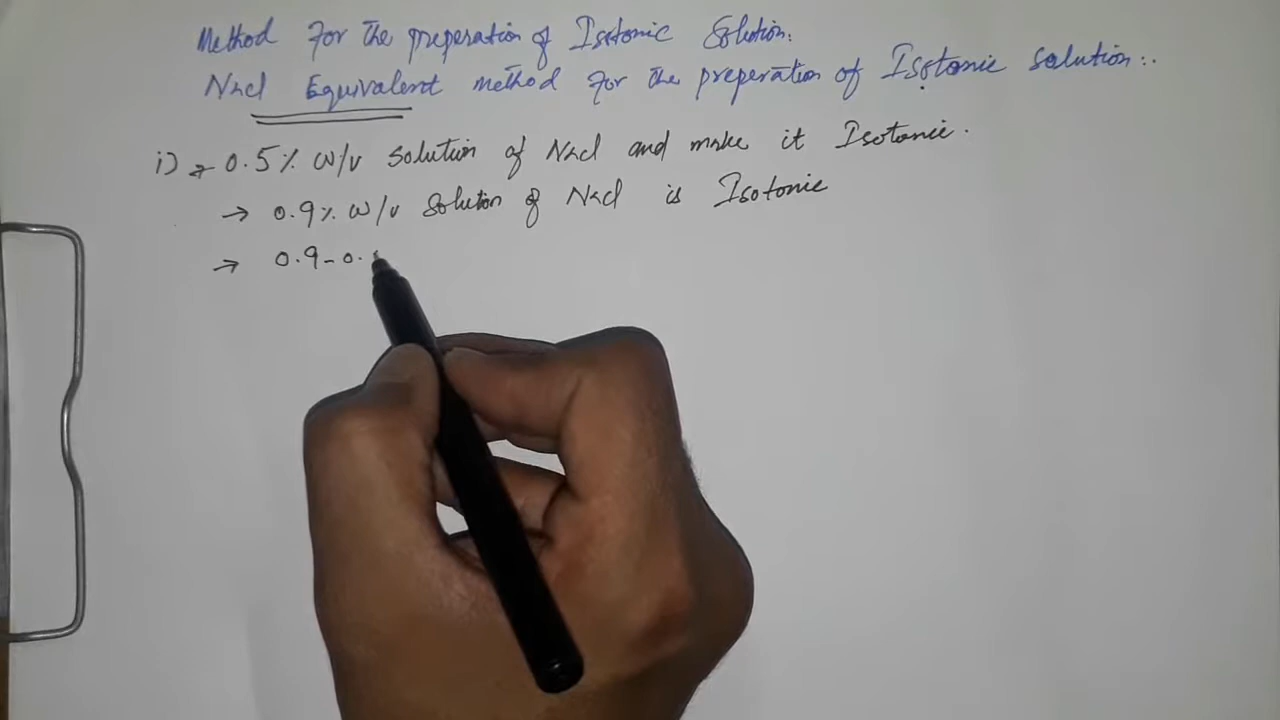 Method For the preperation of Isotonic Solution.
Nacl Equivalent method for the preperation of Isotonic solution:.
i) → 0.5% w/v solution of Nacl and make it Isotonic.
→ 0.9% w/v solution of Nacl is Isotonic
→ 0.9-0.